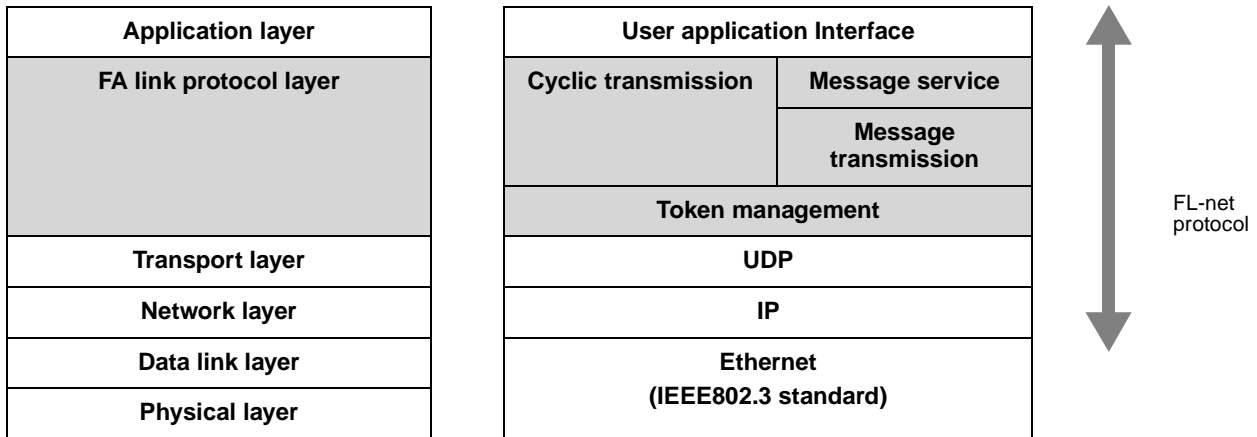 Application layer
FA link protocol layer
Transport layer
Network layer
Data link layer
Physical layer
User application Interface
Cyclic transmission
Message service
Message
transmission
Token management
UDP
IP
Ethernet
(IEEE802.3 standard)
FL-net
protocol